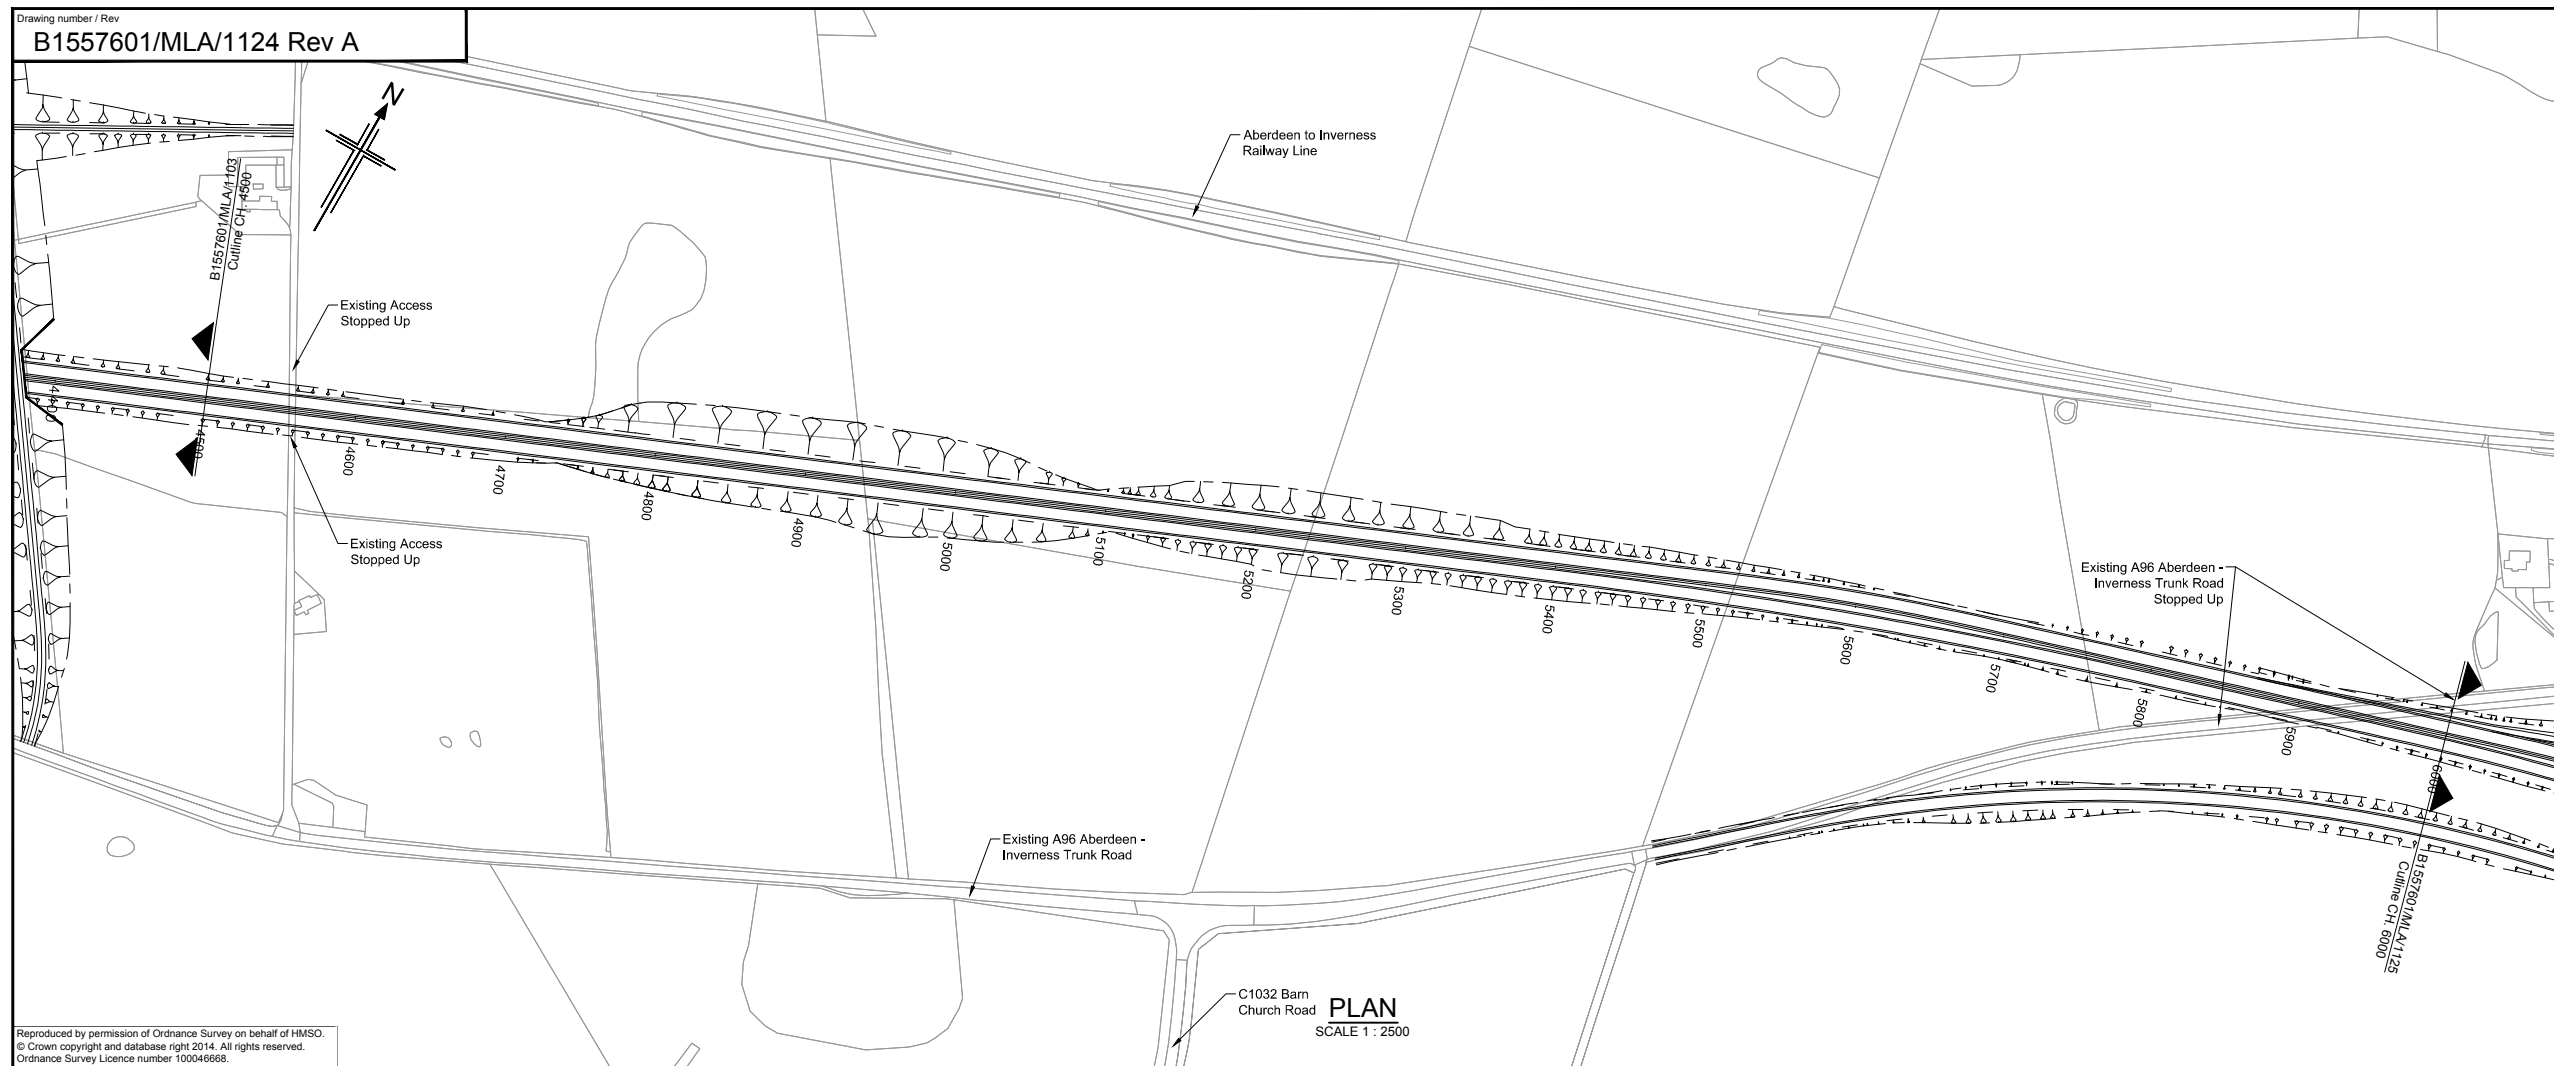 Drawing number / Rev
B1557601/MLA/1124 Rev A
N
B1557601/MLA/1103
Cutline CH. 4500
Aberdeen to Inverness
Railway Line
Existing Access
Stopped Up
4400
4500
4600
4700
4800
4900
5000
5100
5200
5300
5400
5500
5600
5700
5800
5900
6000
Existing Access
Stopped Up
Existing A96 Aberdeen -
Inverness Trunk Road
Stopped Up
Existing A96 Aberdeen -
Inverness Trunk Road
B1557601/MLA/1125
Cutline CH. 6000
C1032 Barn
Church Road
PLAN
SCALE 1 : 2500
Reproduced by permission of Ordnance Survey on behalf of HMSO.
© Crown copyright and database right 2014. All rights reserved.
Ordnance Survey Licence number 100046668.